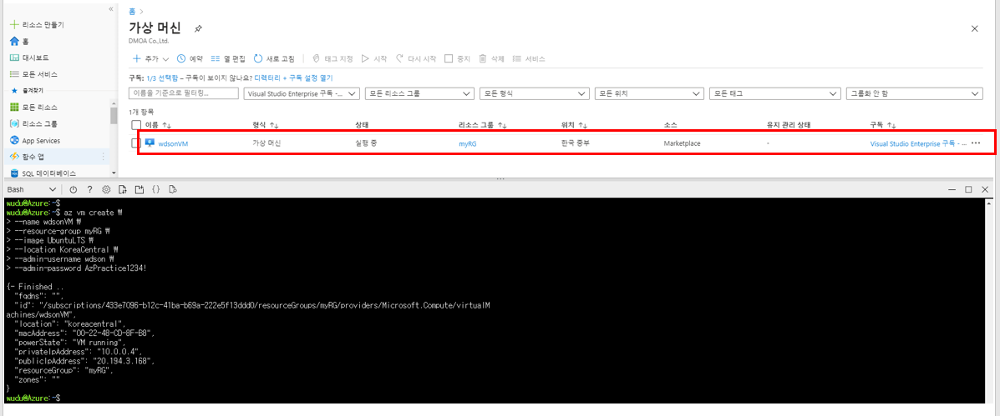 «
홈 >
가상 머신
DMOA Co.,Ltd.
리소스 만들기
홈
대시보드
모든 서비스
즐겨찾기
모든 리소스
리소스 그룹
App Services
함수 앱
SQL 데이터베이스
추가 예약 열 편집 새로 고침 태그 지정 시작 다시 시작 중지 삭제 서비스
구독: 1/3 선택함 – 구독이 보이지 않나요? 디렉터리 + 구독 설정 열기
이름을 기준으로 필터링... Visual Studio Enterprise 구독 -... 모든 리소스 그룹 모든 형식 모든 위치 모든 태그 그룹화 안 함
1개 항목
이름 ↑↓ 형식 ↑↓ 상태 리소스 그룹 ↑↓ 위치 ↑↓ 소스 유지 관리 상태 구독 ↑↓
wdsonVM 가상 머신 실행 중 myRG 한국 중부 Marketplace - Visual Studio Enterprise 구독 - ... •••
Bash ? {}
wudu@Azure:~$
wudu@Azure:~$ az vm create ₩
> --name wdsonVM ₩
> --resource-group myRG ₩
> --image UbuntuLTS ₩
> --location KoreaCentral ₩
> --admin-username wdson ₩
> --admin-password AzPractice1234!
{- Finished ..
"fqdns": "",
"id": "/subscriptions/433e7096-b12c-41ba-b69a-222e5f13ddd0/resourceGroups/myRG/providers/Microsoft.Compute/virtualM
achines/wdsonVM",
"location": "koreacentral",
"macAddress": "00-22-48-CD-8F-B8",
"powerState": "VM running",
"privateIpAddress": "10.0.0.4",
"publicIpAddress": "20.194.3.168",
"resourceGroup": "myRG",
"zones": ""
}
wudu@Azure:~$